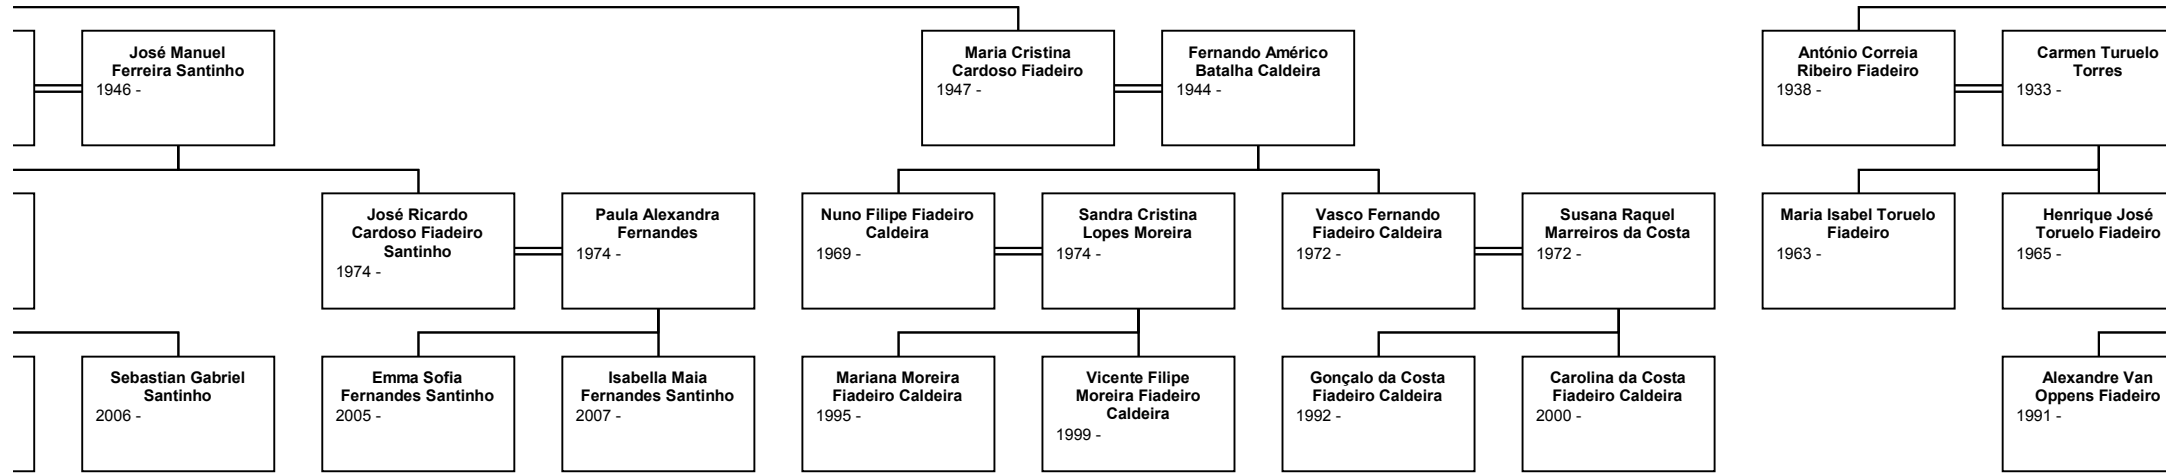 José Manuel
Ferreira Santinho
1946 -
Maria Cristina
Cardoso Fiadeiro
1947 -
Fernando Américo
Batalha Caldeira
1944 -
António Correia
Ribeiro Fiadeiro
1938 -
Carmen Turuelo
Torres
1933 -
José Ricardo
Cardoso Fiadeiro
Santinho
1974 -
Paula Alexandra
Fernandes
1974 -
Nuno Filipe Fiadeiro
Caldeira
1969 -
Sandra Cristina
Lopes Moreira
1974 -
Vasco Fernando
Fiadeiro Caldeira
1972 -
Susana Raquel
Marreiros da Costa
1972 -
Maria Isabel Toruelo
Fiadeiro
1963 -
Henrique José
Toruelo Fiadeiro
1965 -
Sebastian Gabriel
Santinho
2006 -
Emma Sofia
Fernandes Santinho
2005 -
Isabella Maia
Fernandes Santinho
2007 -
Mariana Moreira
Fiadeiro Caldeira
1995 -
Vicente Filipe
Moreira Fiadeiro
Caldeira
1999 -
Gonçalo da Costa
Fiadeiro Caldeira
1992 -
Carolina da Costa
Fiadeiro Caldeira
2000 -
Alexandre Van
Oppens Fiadeiro
1991 -